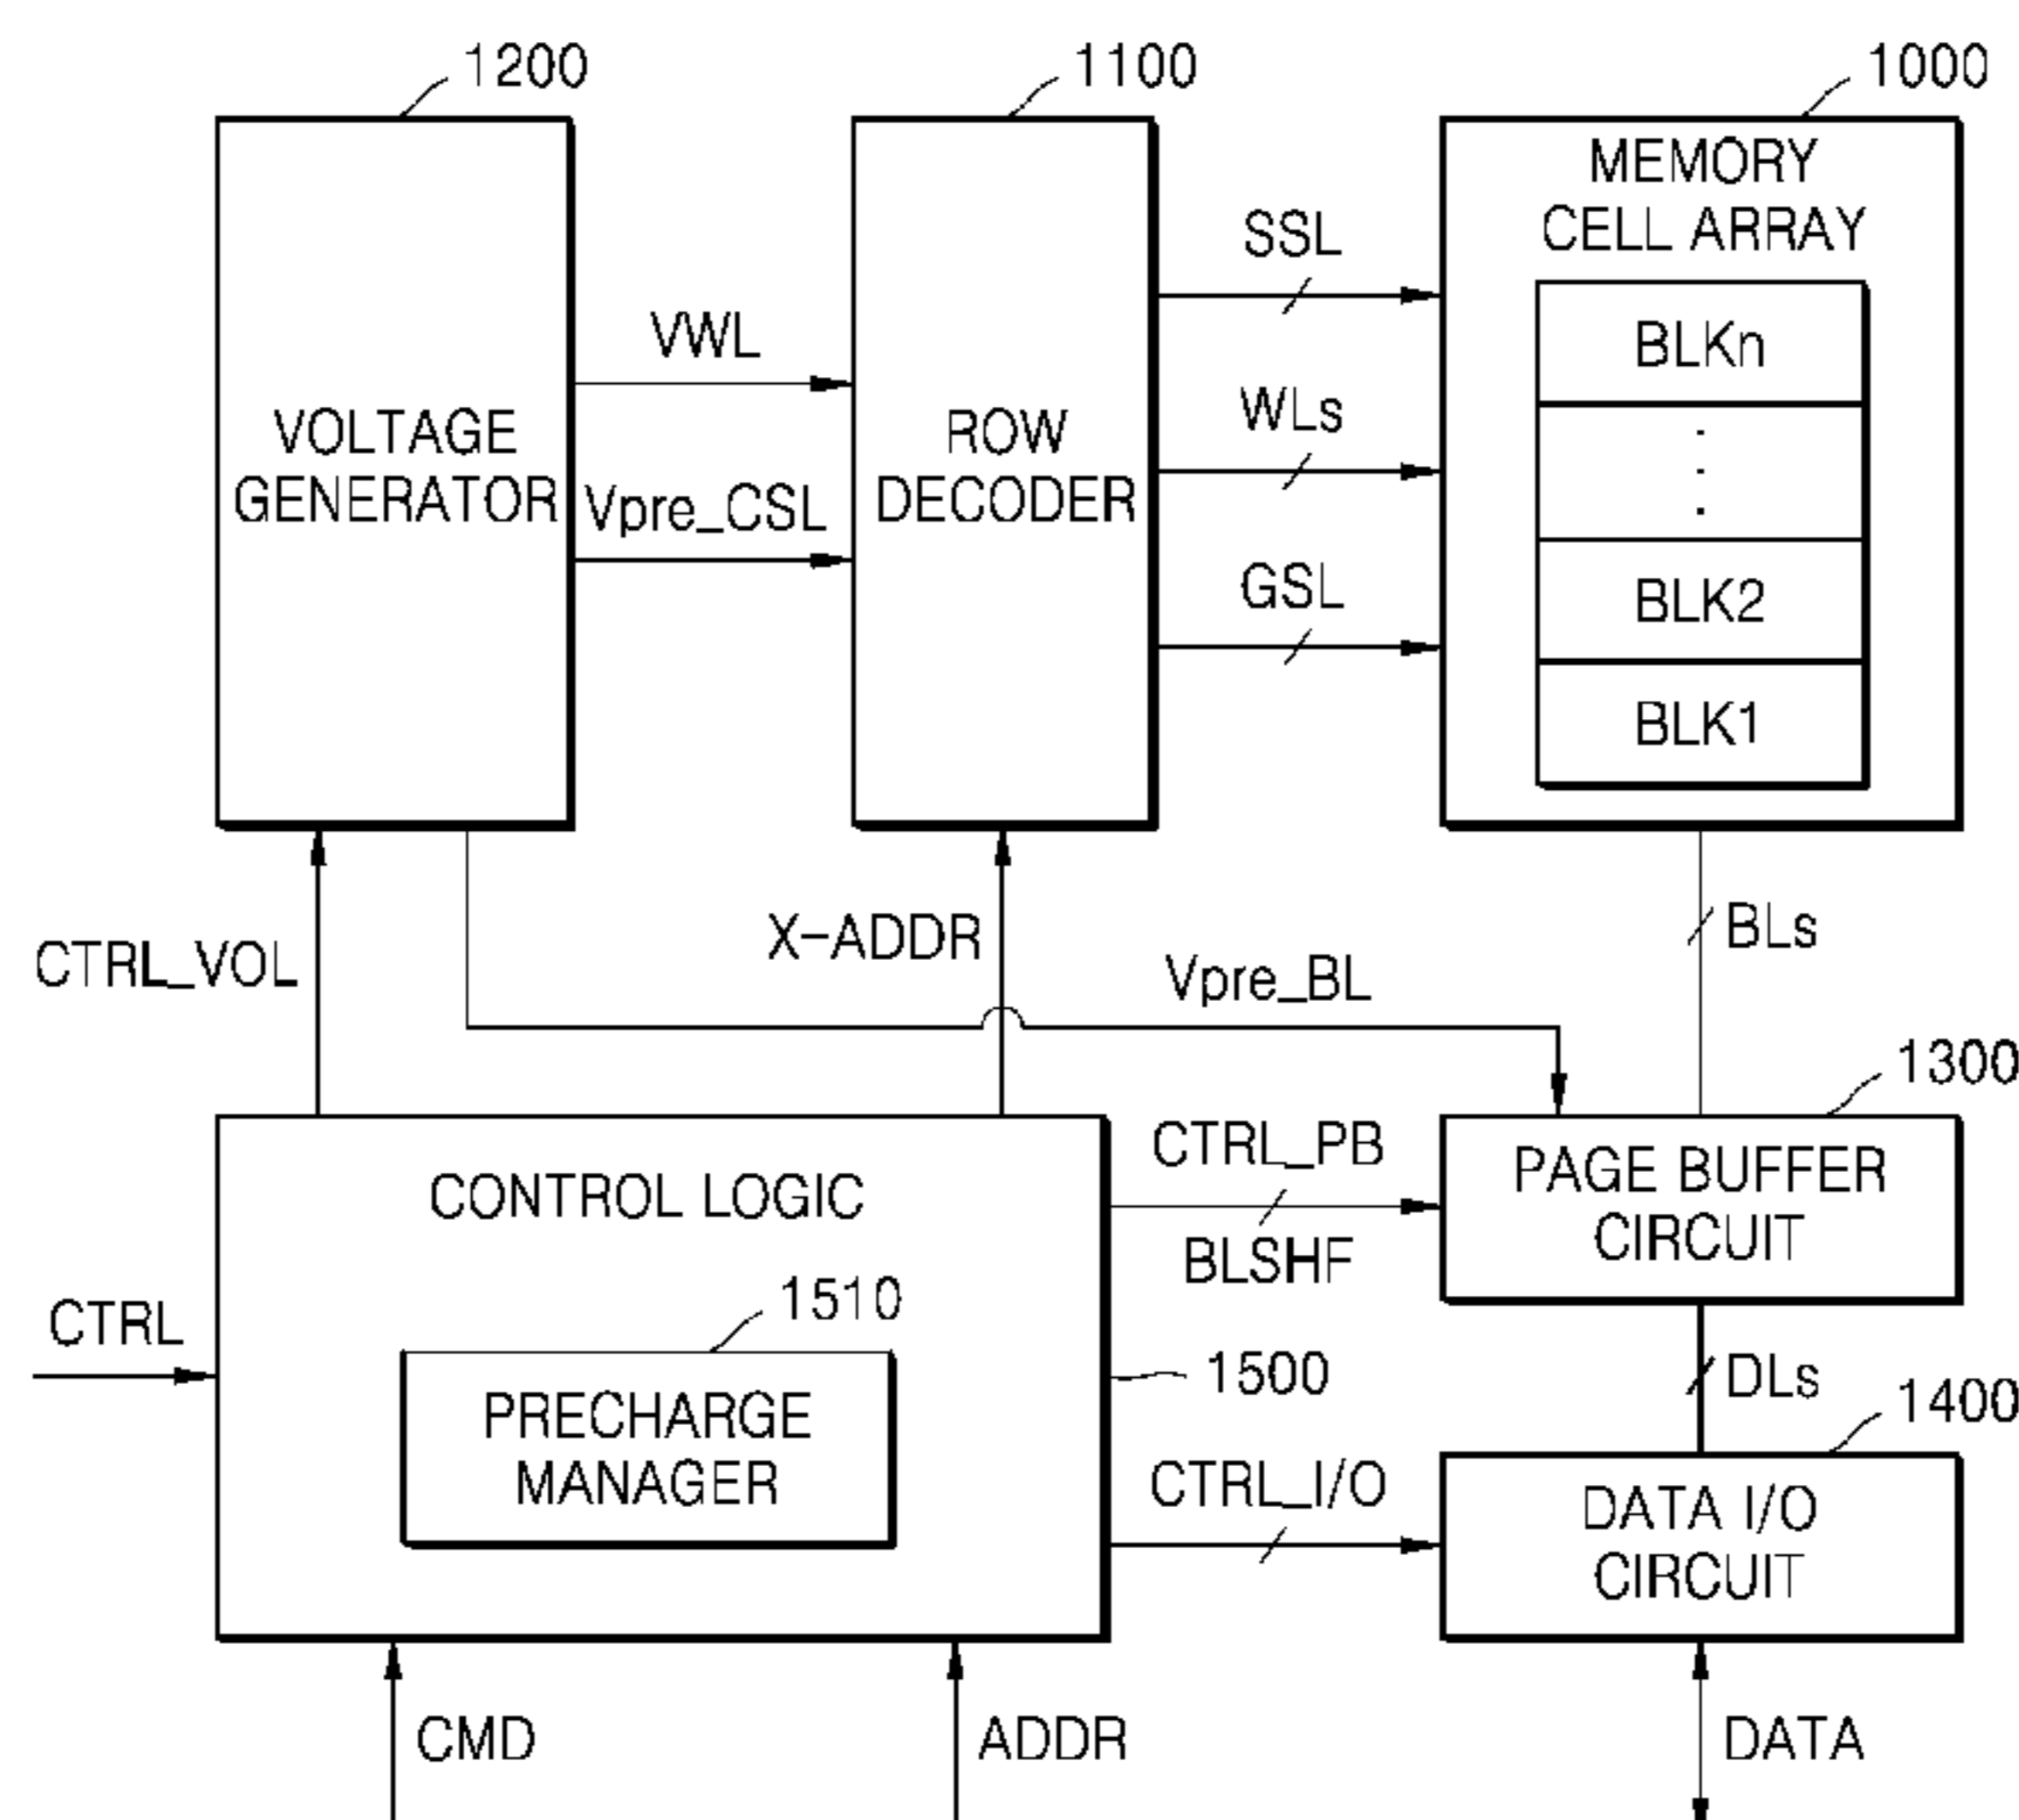 1200
1100
1000
MEMORY
CELL ARRAY
SSL
BLKn
VWL
WLs
VOLTAGE
GENERATOR
ROW
DECODER
Vpre_CSL
GSL
BLK2
BLK1
CTRL_VOL
X-ADDR
BLs
Vpre_BL
1300
CONTROL LOGIC
CTRL_PB
BLSHF
PAGE BUFFER
CIRCUIT
CTRL
1510
PRECHARGE
MANAGER
1500
DLs
1400
CTRL_I/O
DATA I/O
CIRCUIT
CMD
ADDR
DATA